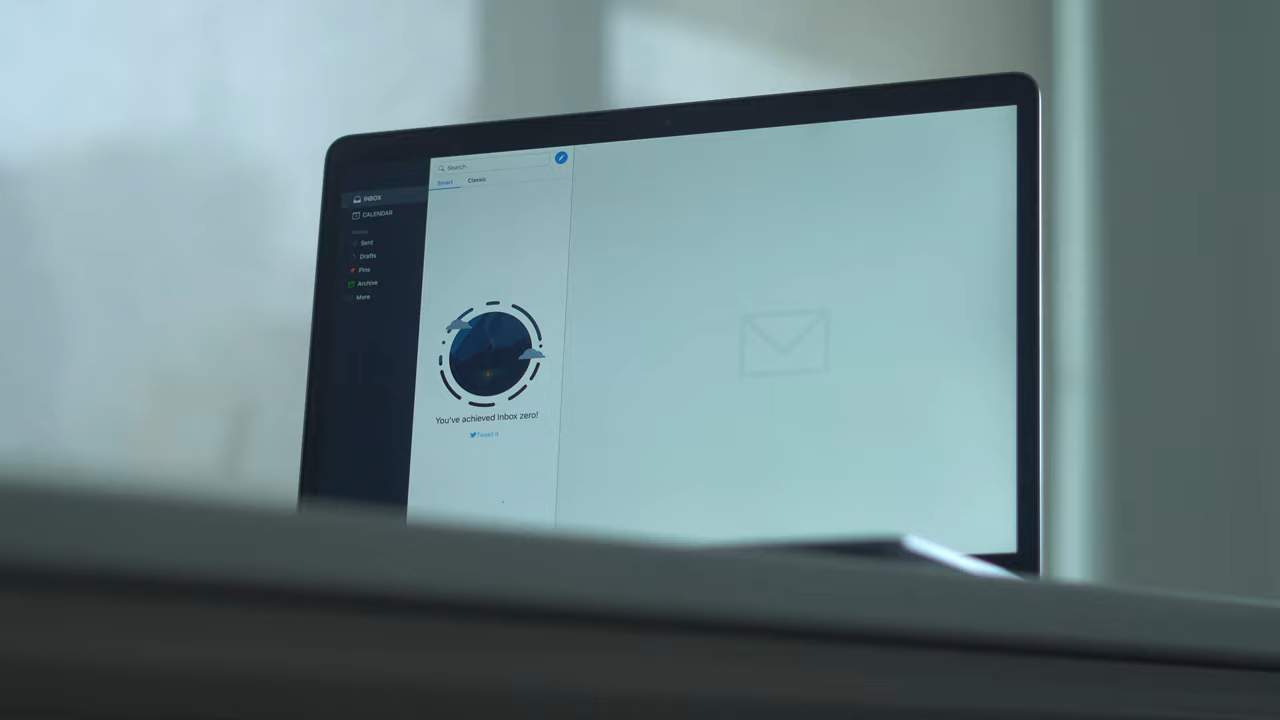 INBOX
CALENDAR
Sent
Drafts
Pins
Archive
More
Search
Smart
Classic
You've achieved Inbox zero!
Tweet it